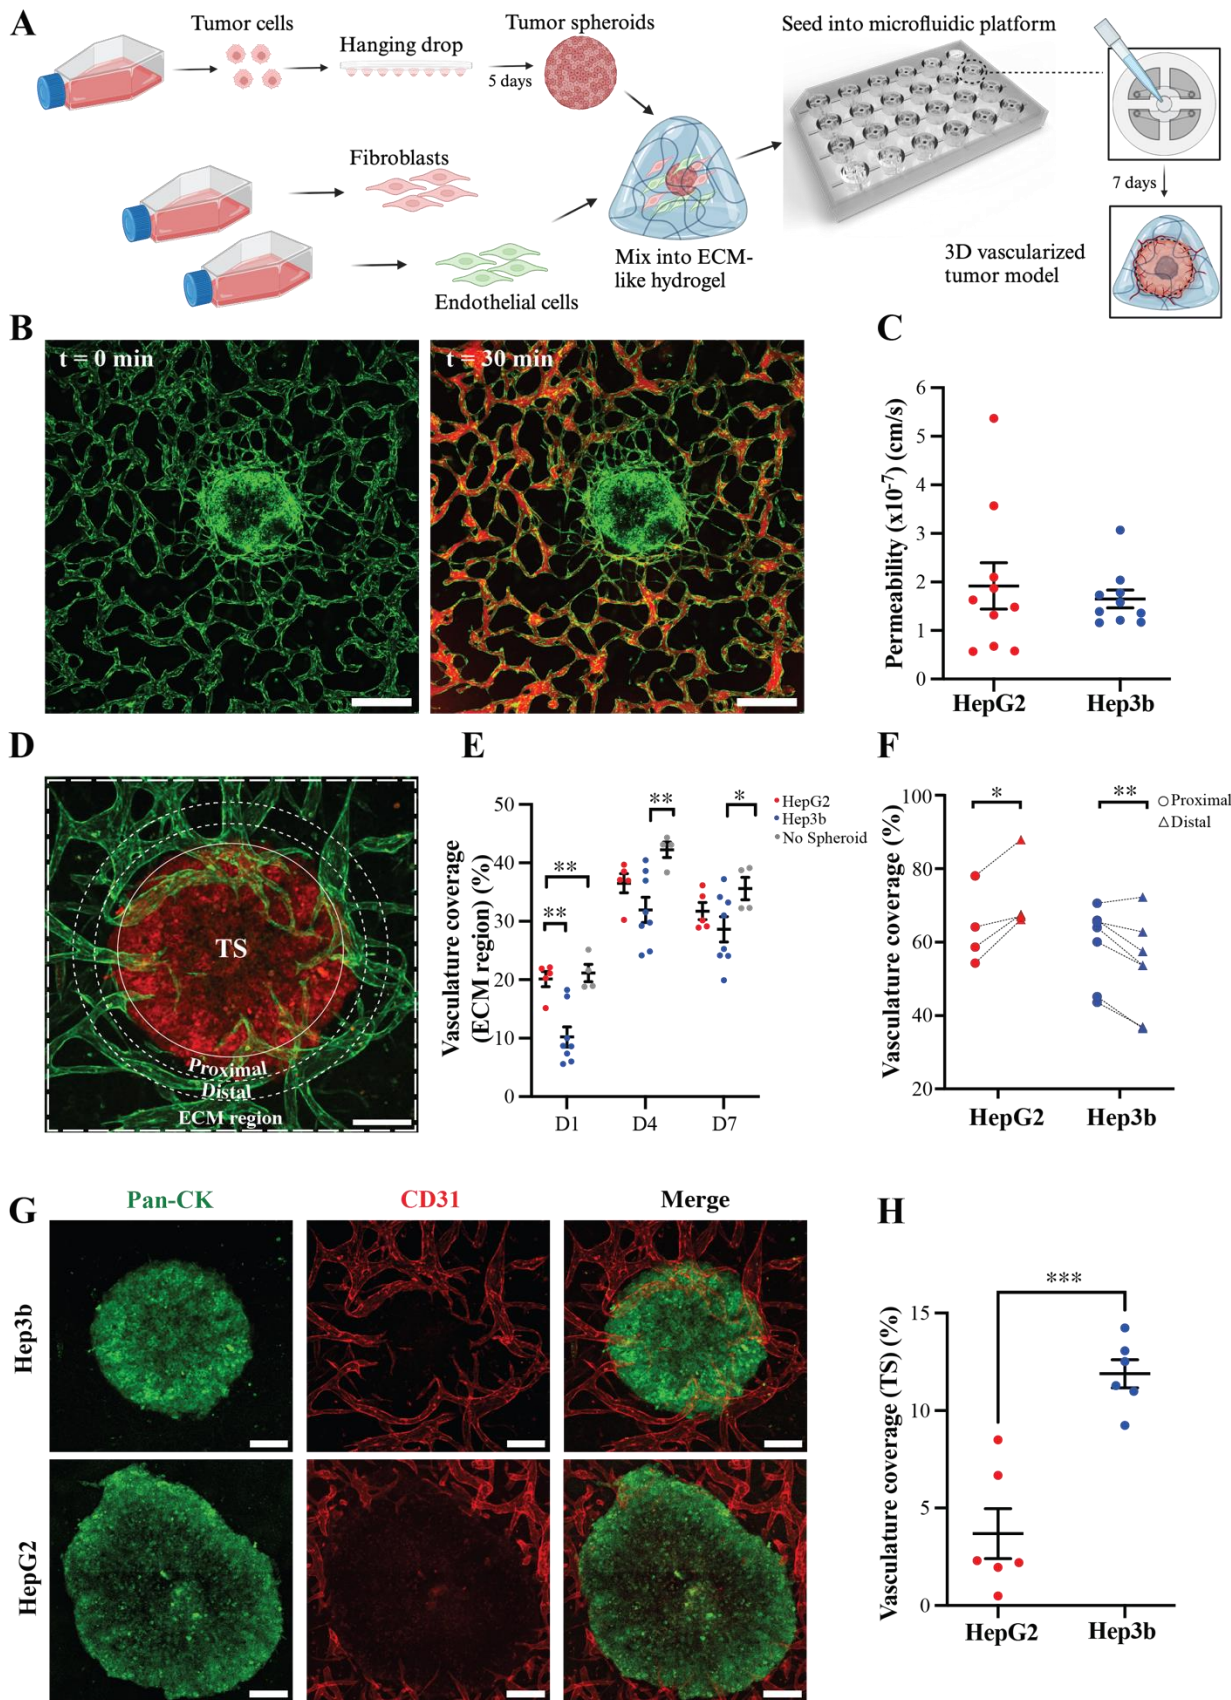 A
Tumor cells
Hanging drop
5 days
Tumor spheroids
Seed into microfluidic platform
Fibroblasts
Endothelial cells
Mix into ECM-
like hydrogel
7 days
3D vascularized
tumor model
B
t = 0 min
t = 30 min
C
Permeability (x10⁻⁷) (cm/s)
6
5
4
3
2
1
0
HepG2
Hep3b
D
TS
Proximal
Distal
ECM region
E
Vasculature coverage
(ECM region) (%)
50
40
30
20
10
0
**
**
**
*
HepG2
Hep3b
No Spheroid
D1
D4
D7
F
Vasculature coverage (%)
100
80
60
40
20
*
**
Proximal
Distal
HepG2
Hep3b
G
Pan-CK
CD31
Merge
Hep3b
HepG2
H
Vasculature coverage (TS) (%)
15
10
5
0
***
HepG2
Hep3b